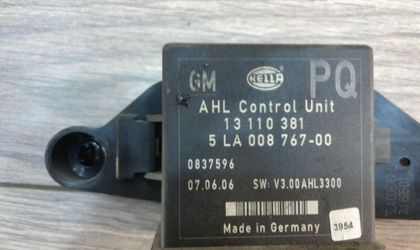 GM HELLA PQ
AHL Control Unit
13 110 381
5 LA 008 767-00
0837596
07.06.06 SW: V3.00AHL3300
Made in Germany
3954